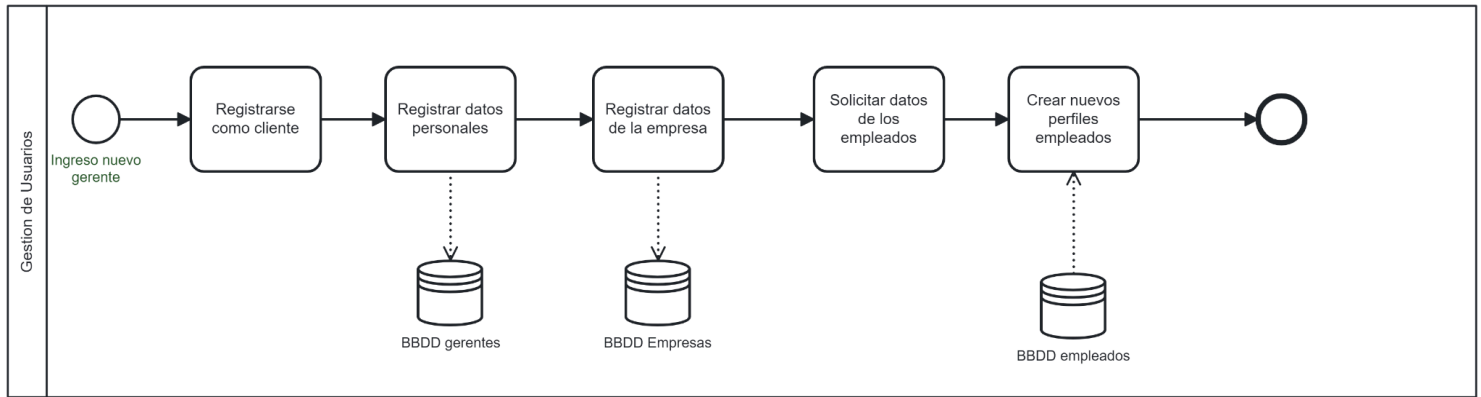 Gestion de Usuarios
Ingreso nuevo
gerente
Registrarse
como cliente
Registrar datos
personales
Registrar datos
de la empresa
Solicitar datos
de los
empleados
Crear nuevos
perfiles
empleados
BBDD gerentes
BBDD Empresas
BBDD empleados